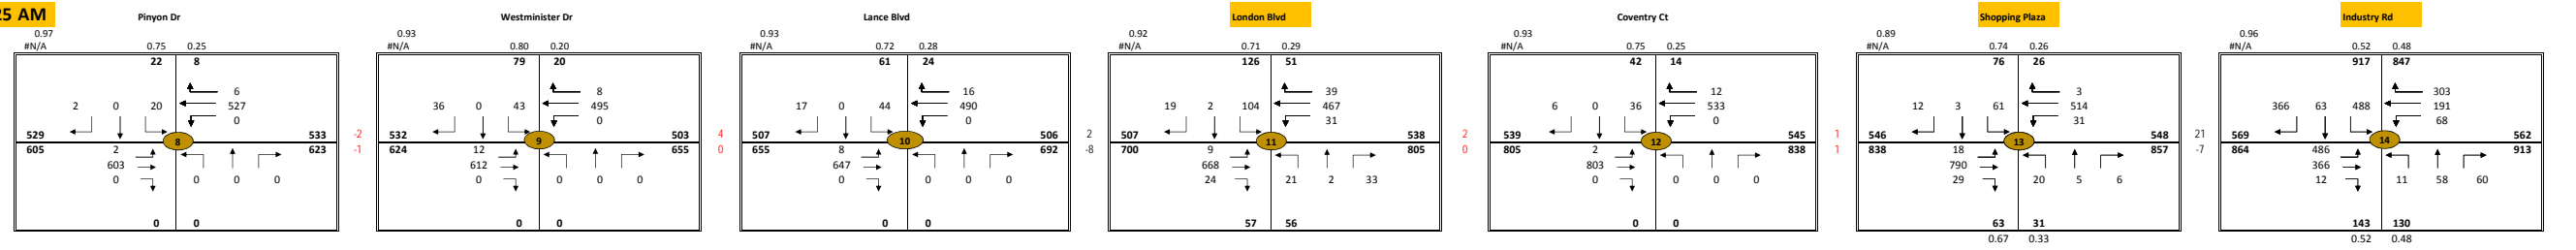 25 AM
Pinyon Dr Westminister Dr Lance Blvd London Blvd Coventry Ct Shopping Plaza Industry Rd
0.97 0.93 0.93 0.92 0.93 0.89 0.96
#N/A 0.75 0.25 #N/A 0.80 0.20 #N/A 0.72 0.28 #N/A 0.71 0.29 #N/A 0.75 0.25 #N/A 0.74 0.26 #N/A 0.52 0.48
22 8 79 20 61 24 126 51 42 14 76 26 917 847
6 8 16 39 12 3 303
2 0 20 527 36 0 43 495 17 0 44 490 19 2 104 467 6 0 36 533 12 3 61 514 366 63 488 191
0 0 0 31 0 31 68
529 533 -2 532 503 4 507 506 2 507 538 2 539 545 1 546 548 21 569 562
8 9 10 11 12 13 14
605 2 623 -1 624 12 655 0 655 8 692 -8 700 9 805 0 805 2 838 1 838 18 857 -7 864 486 913
603 612 647 668 803 790 366
0 0 0 0 0 0 0 0 0 0 0 0 24 21 2 33 0 0 0 0 29 20 5 6 12 11 58 60
0 0 0 0 0 0 57 56 0 0 63 31 143 130
0.67 0.33 0.52 0.48